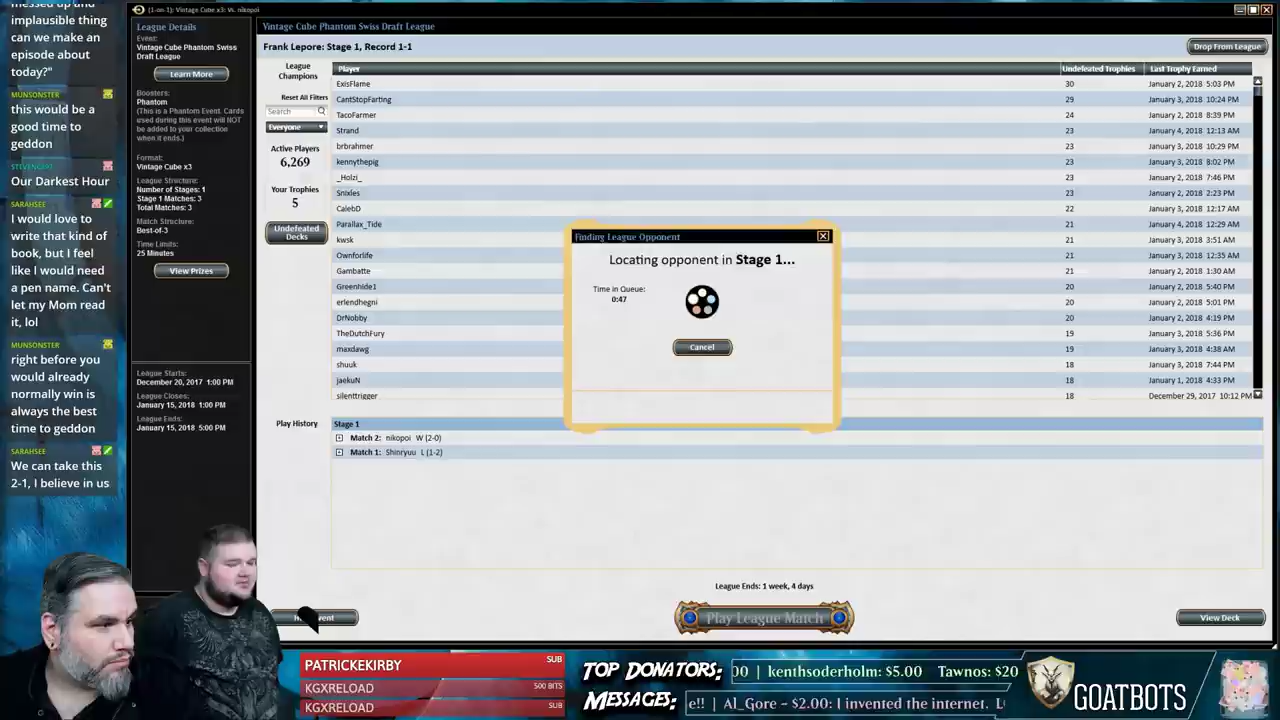 messed up and
implausible thing
can we make an
episode about
today?"
MUNSONSTER
this would be a
good time to
geddon
STEVENCRT
Our Darkest Hour
SARAHSEE
I would love to
write that kind of
book, but I feel
like I would need
a pen name. Can't
let my Mom read
it, lol
MUNSONSTER
right before you
would already
normally win is
always the best
time to geddon
SARAHSEE
We can take this
2-1, I believe in us
(1-on-1): Vintage Cube x3: Vs. nikopoi
League Details
Event:
Vintage Cube Phantom Swiss
Draft League
Learn More
Boosters:
Phantom
(This is a Phantom Event. Cards
used during this event will NOT
be added to your collection
when it ends.)
Format:
Vintage Cube x3
League Structure:
Number of Stages: 1
Stage 1 Matches: 3
Total Matches: 3
Match Structure:
Best-of-3
Time Limits:
25 Minutes
View Prizes
League Starts:
December 20, 2017 1:00 PM
League Closes:
January 15, 2018 1:00 PM
League Ends:
January 15, 2018 5:00 PM
Vintage Cube Phantom Swiss Draft League
Frank Lepore: Stage 1, Record 1-1
Drop From League
League
Champions
Reset All Filters
Search
Everyone
Active Players
6,269
Your Trophies
5
Undefeated
Decks
Player Undefeated Trophies Last Trophy Earned
ExisFlame 30 January 2, 2018 5:03 PM
CantStopFarting 29 January 3, 2018 10:24 PM
TacoFarmer 24 January 2, 2018 8:39 PM
Strand 23 January 4, 2018 12:13 AM
brbrahmer 23 January 3, 2018 10:29 PM
kennythepig 23 January 3, 2018 8:02 PM
_Holzi_ 23 January 2, 2018 7:46 PM
Snixles 23 January 2, 2018 2:23 PM
CalebD 22 January 3, 2018 12:17 AM
Parallax_Tide 21 January 4, 2018 12:29 AM
kwsk 21 January 3, 2018 3:51 AM
Ownforlife 21 January 3, 2018 12:35 AM
Gambatte 21 January 2, 2018 1:30 AM
Greenhide1 20 January 2, 2018 5:40 PM
erlendhegni 20 January 2, 2018 5:01 PM
DrNobby 20 January 2, 2018 4:19 PM
TheDutchFury 19 January 3, 2018 5:36 PM
maxdawg 19 January 3, 2018 4:38 AM
shuuk 18 January 3, 2018 7:44 PM
jaekuN 18 January 1, 2018 4:33 PM
silenttrigger 18 December 29, 2017 10:12 PM
Finding League Opponent
Locating opponent in Stage 1...
Time in Queue:
0:47
Cancel
Play History
Stage 1
Match 2: nikopoi W (2-0)
Match 1: Shinryuu L (1-2)
League Ends: 1 week, 4 days
Play League Match
View Deck
PATRICKEKIRBY SUB
KGXRELOAD 500 BITS
KGXRELOAD SUB
TOP DONATORS: 00 | kenthsoderholm: $5.00 Tawnos: $20
MESSAGES: e!! | Al_Gore - $2.00: I invented the internet.
GOATBOTS